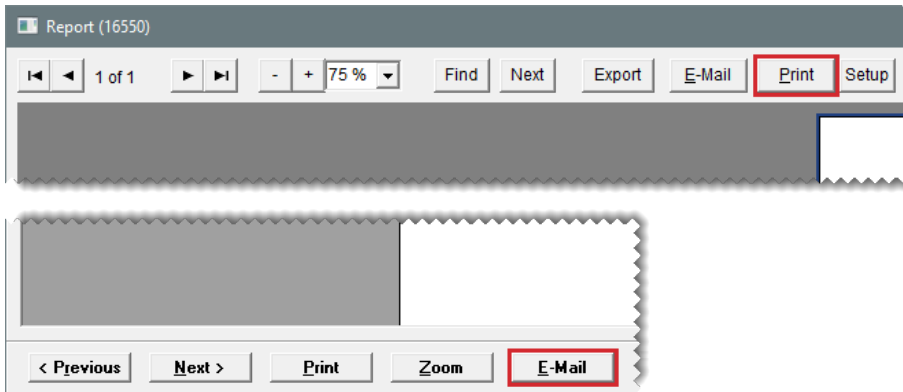 Report (16550)
1 of 1 - + 75 % Find Next Export E-Mail Print Setup
< Previous Next > Print Zoom E-Mail